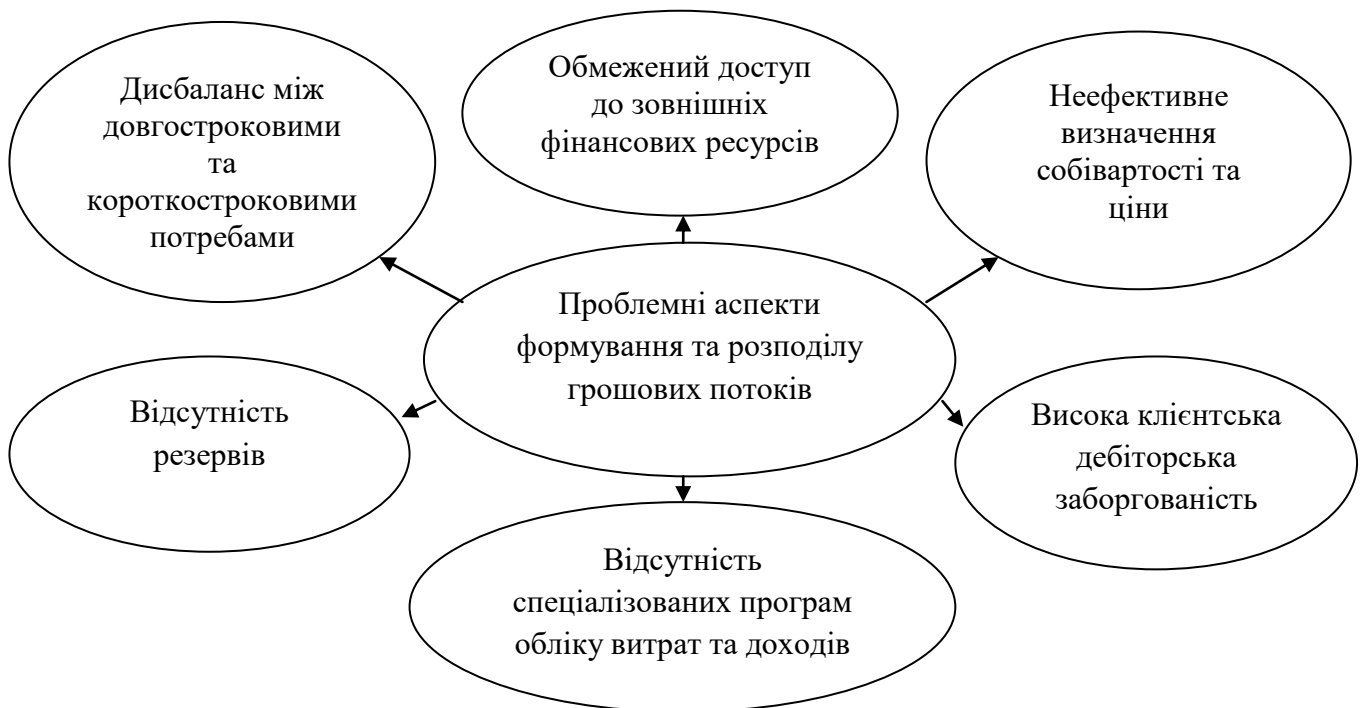 Дисбаланс між
довгостроковими
та
короткостроковими
потребами
Обмежений доступ
до зовнішніх
фінансових ресурсів
Неефективне
визначення
собівартості та
ціни
Проблемні аспекти
формування та розподілу
грошових потоків
Відсутність
резервів
Висока клієнтська
дебіторська
заборгованість
Відсутність
спеціалізованих програм
обліку витрат та доходів